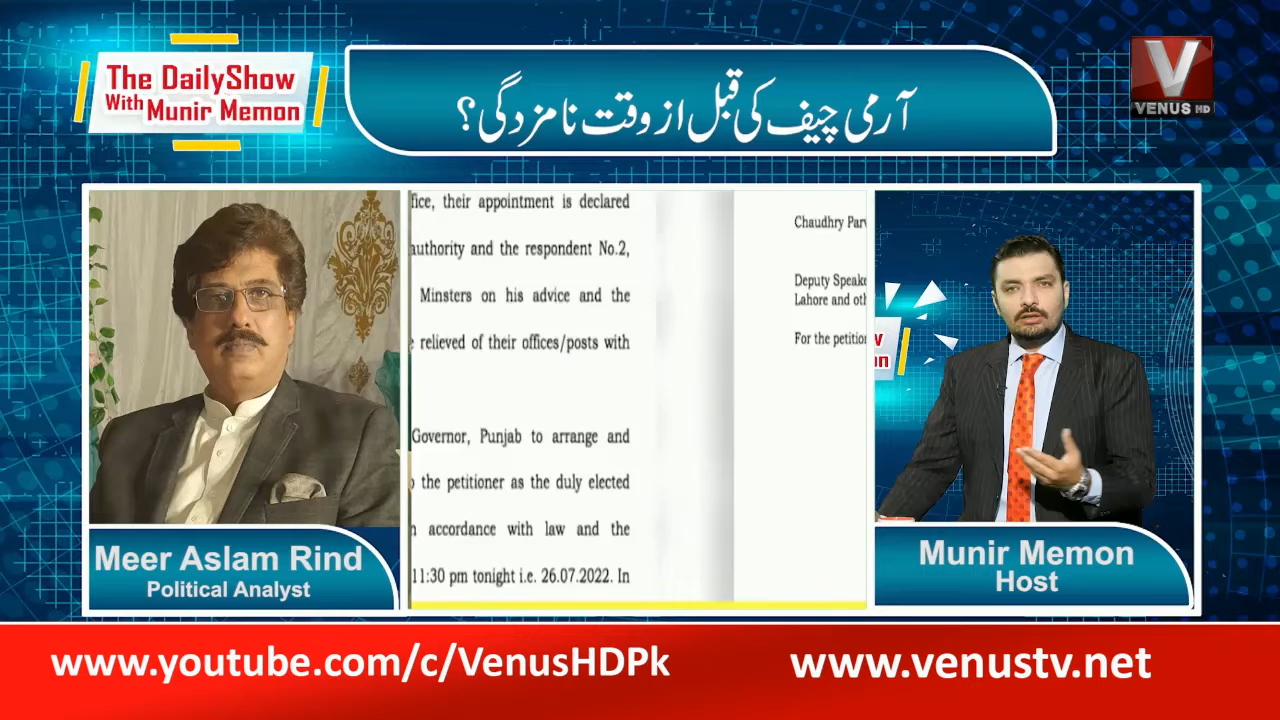 The DailyShow
With Munir Memon
آرمی چیف کی قبل از وقت نامزدگی؟
VENUS HD
fice, their appointment is declared
authority and the respondent No.2,
Minsters on his advice and the
relieved of their offices/posts with
Governor, Punjab to arrange and
the petitioner as the duly elected
accordance with law and the
11:30 pm tonight i.e. 26.07.2022. In
Chaudhry Parv
Deputy Speake
Lahore and oth
For the petitio
Meer Aslam Rind
Political Analyst
Munir Memon
Host
www.youtube.com/c/VenusHDPk
www.venustv.net